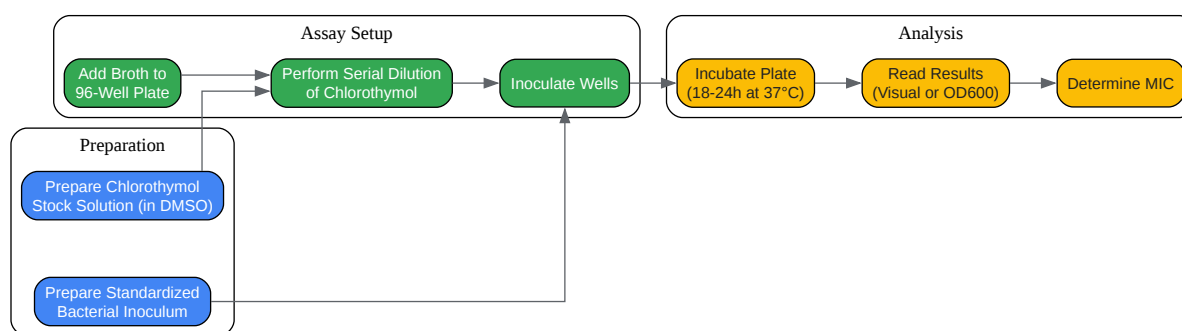 Assay Setup
Add Broth to
96-Well Plate
Perform Serial Dilution
of Chlorothymol
Inoculate Wells
Analysis
Incubate Plate
(18-24h at 37°C)
Read Results
(Visual or OD600)
Determine MIC
Preparation
Prepare Chlorothymol
Stock Solution (in DMSO)
Prepare Standardized
Bacterial Inoculum